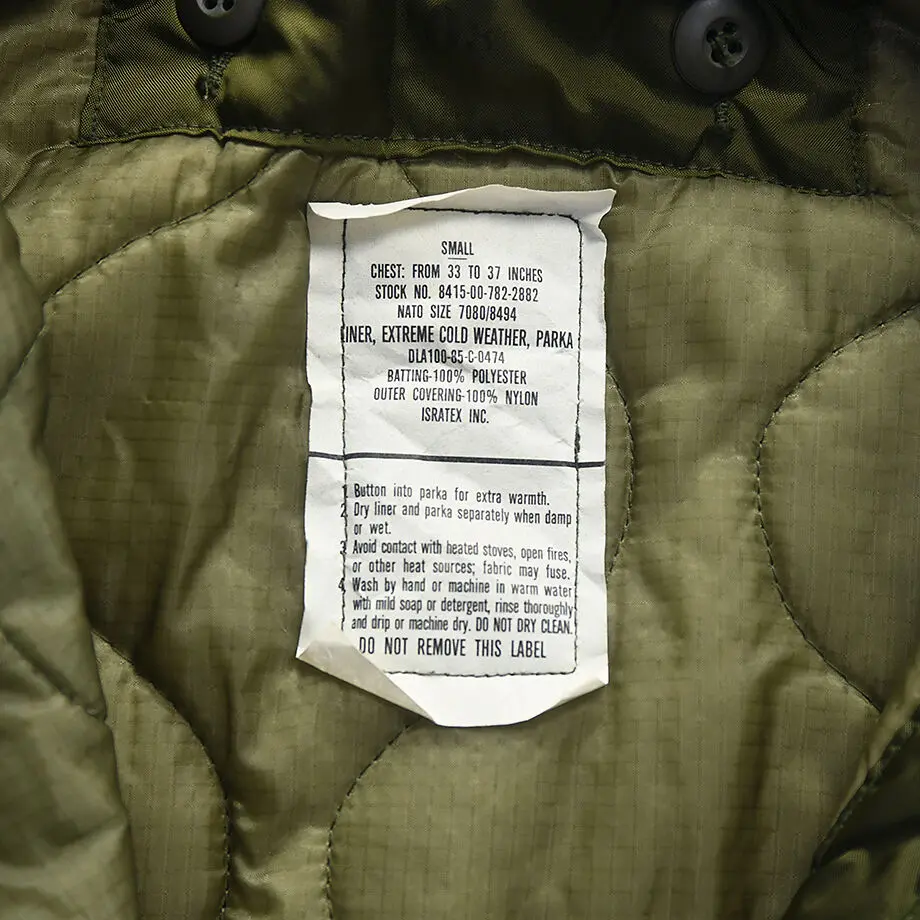 SMALL
CHEST: FROM 33 TO 37 INCHES
STOCK NO. 8415-00-782-2882
NATO SIZE 7080/8494
LINER, EXTREME COLD WEATHER, PARKA
DLA100-85-C-0474
BATTING-100% POLYESTER
OUTER COVERING-100% NYLON
ISRATEX INC.
1. Button into parka for extra warmth.
2. Dry liner and parka separately when damp
or wet.
3. Avoid contact with heated stoves, open fires,
or other heat sources; fabric may fuse.
4. Wash by hand or machine in warm water
with mild soap or detergent, rinse thoroughly
and drip or machine dry. DO NOT DRY CLEAN.
DO NOT REMOVE THIS LABEL